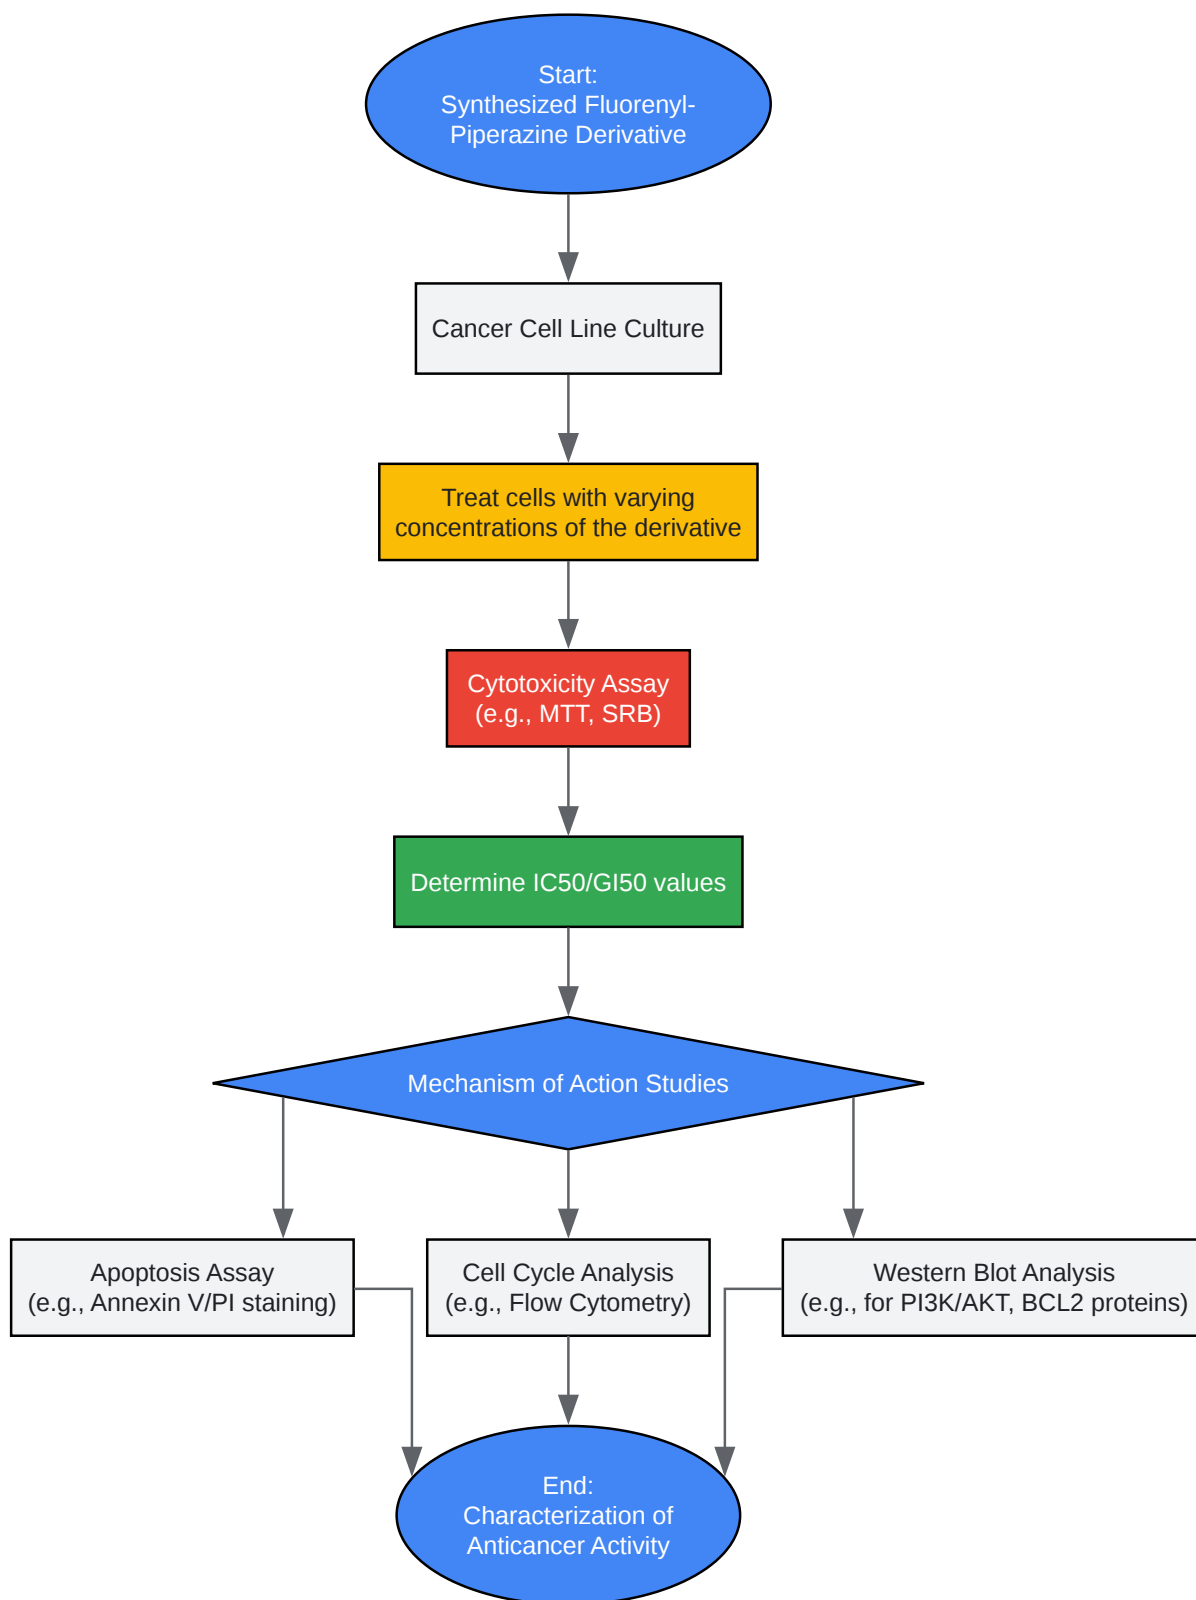 Start:
Synthesized Fluorenyl-
Piperazine Derivative
Cancer Cell Line Culture
Treat cells with varying
concentrations of the derivative
Cytotoxicity Assay
(e.g., MTT, SRB)
Determine IC50/GI50 values
Mechanism of Action Studies
Apoptosis Assay
(e.g., Annexin V/PI staining)
Cell Cycle Analysis
(e.g., Flow Cytometry)
Western Blot Analysis
(e.g., for PI3K/AKT, BCL2 proteins)
End:
Characterization of
Anticancer Activity